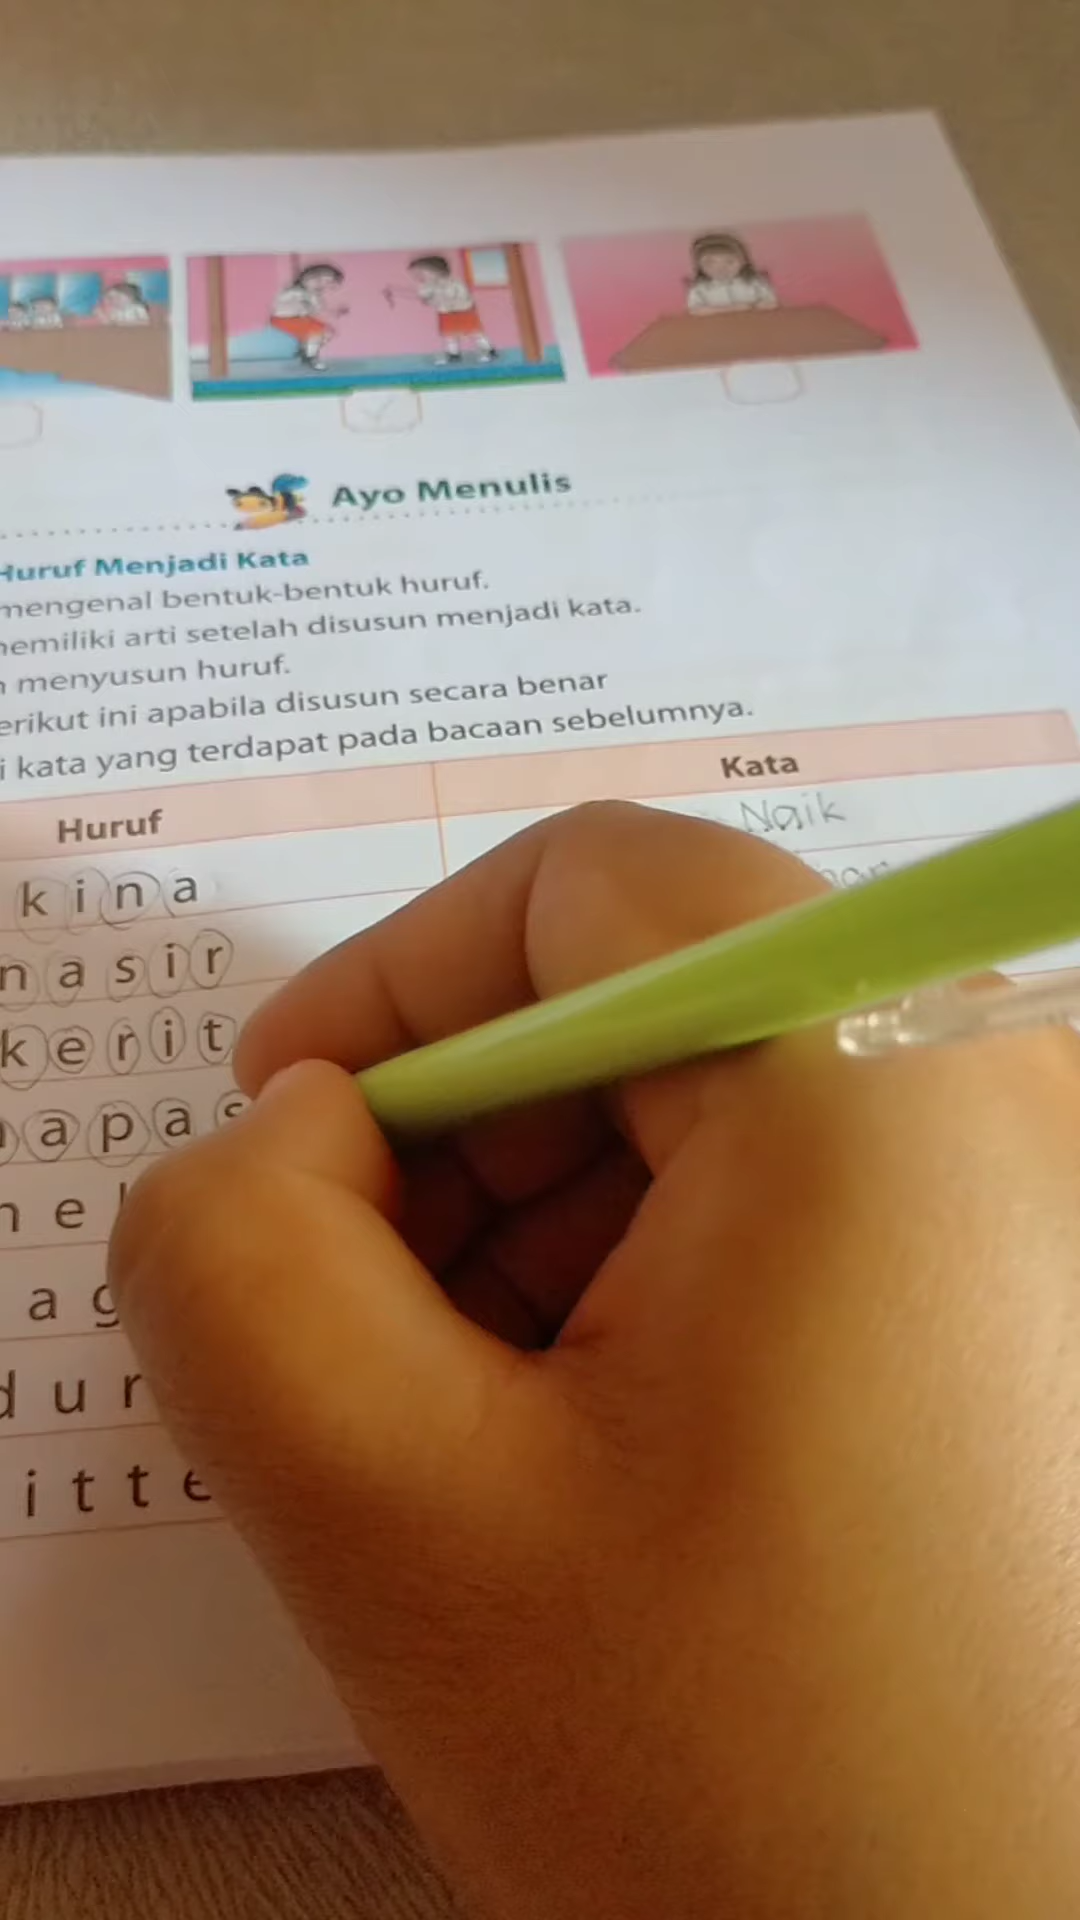 Ayo Menulis
Huruf Menjadi Kata
mengenal bentuk-bentuk huruf.
memiliki arti setelah disusun menjadi kata.
menyusun huruf.
berikut ini apabila disusun secara benar
kata yang terdapat pada bacaan sebelumnya.
Huruf Kata
k i n a Naik
n a s i r
k e r i t
a p a s
e
a g
d u r
i t t e